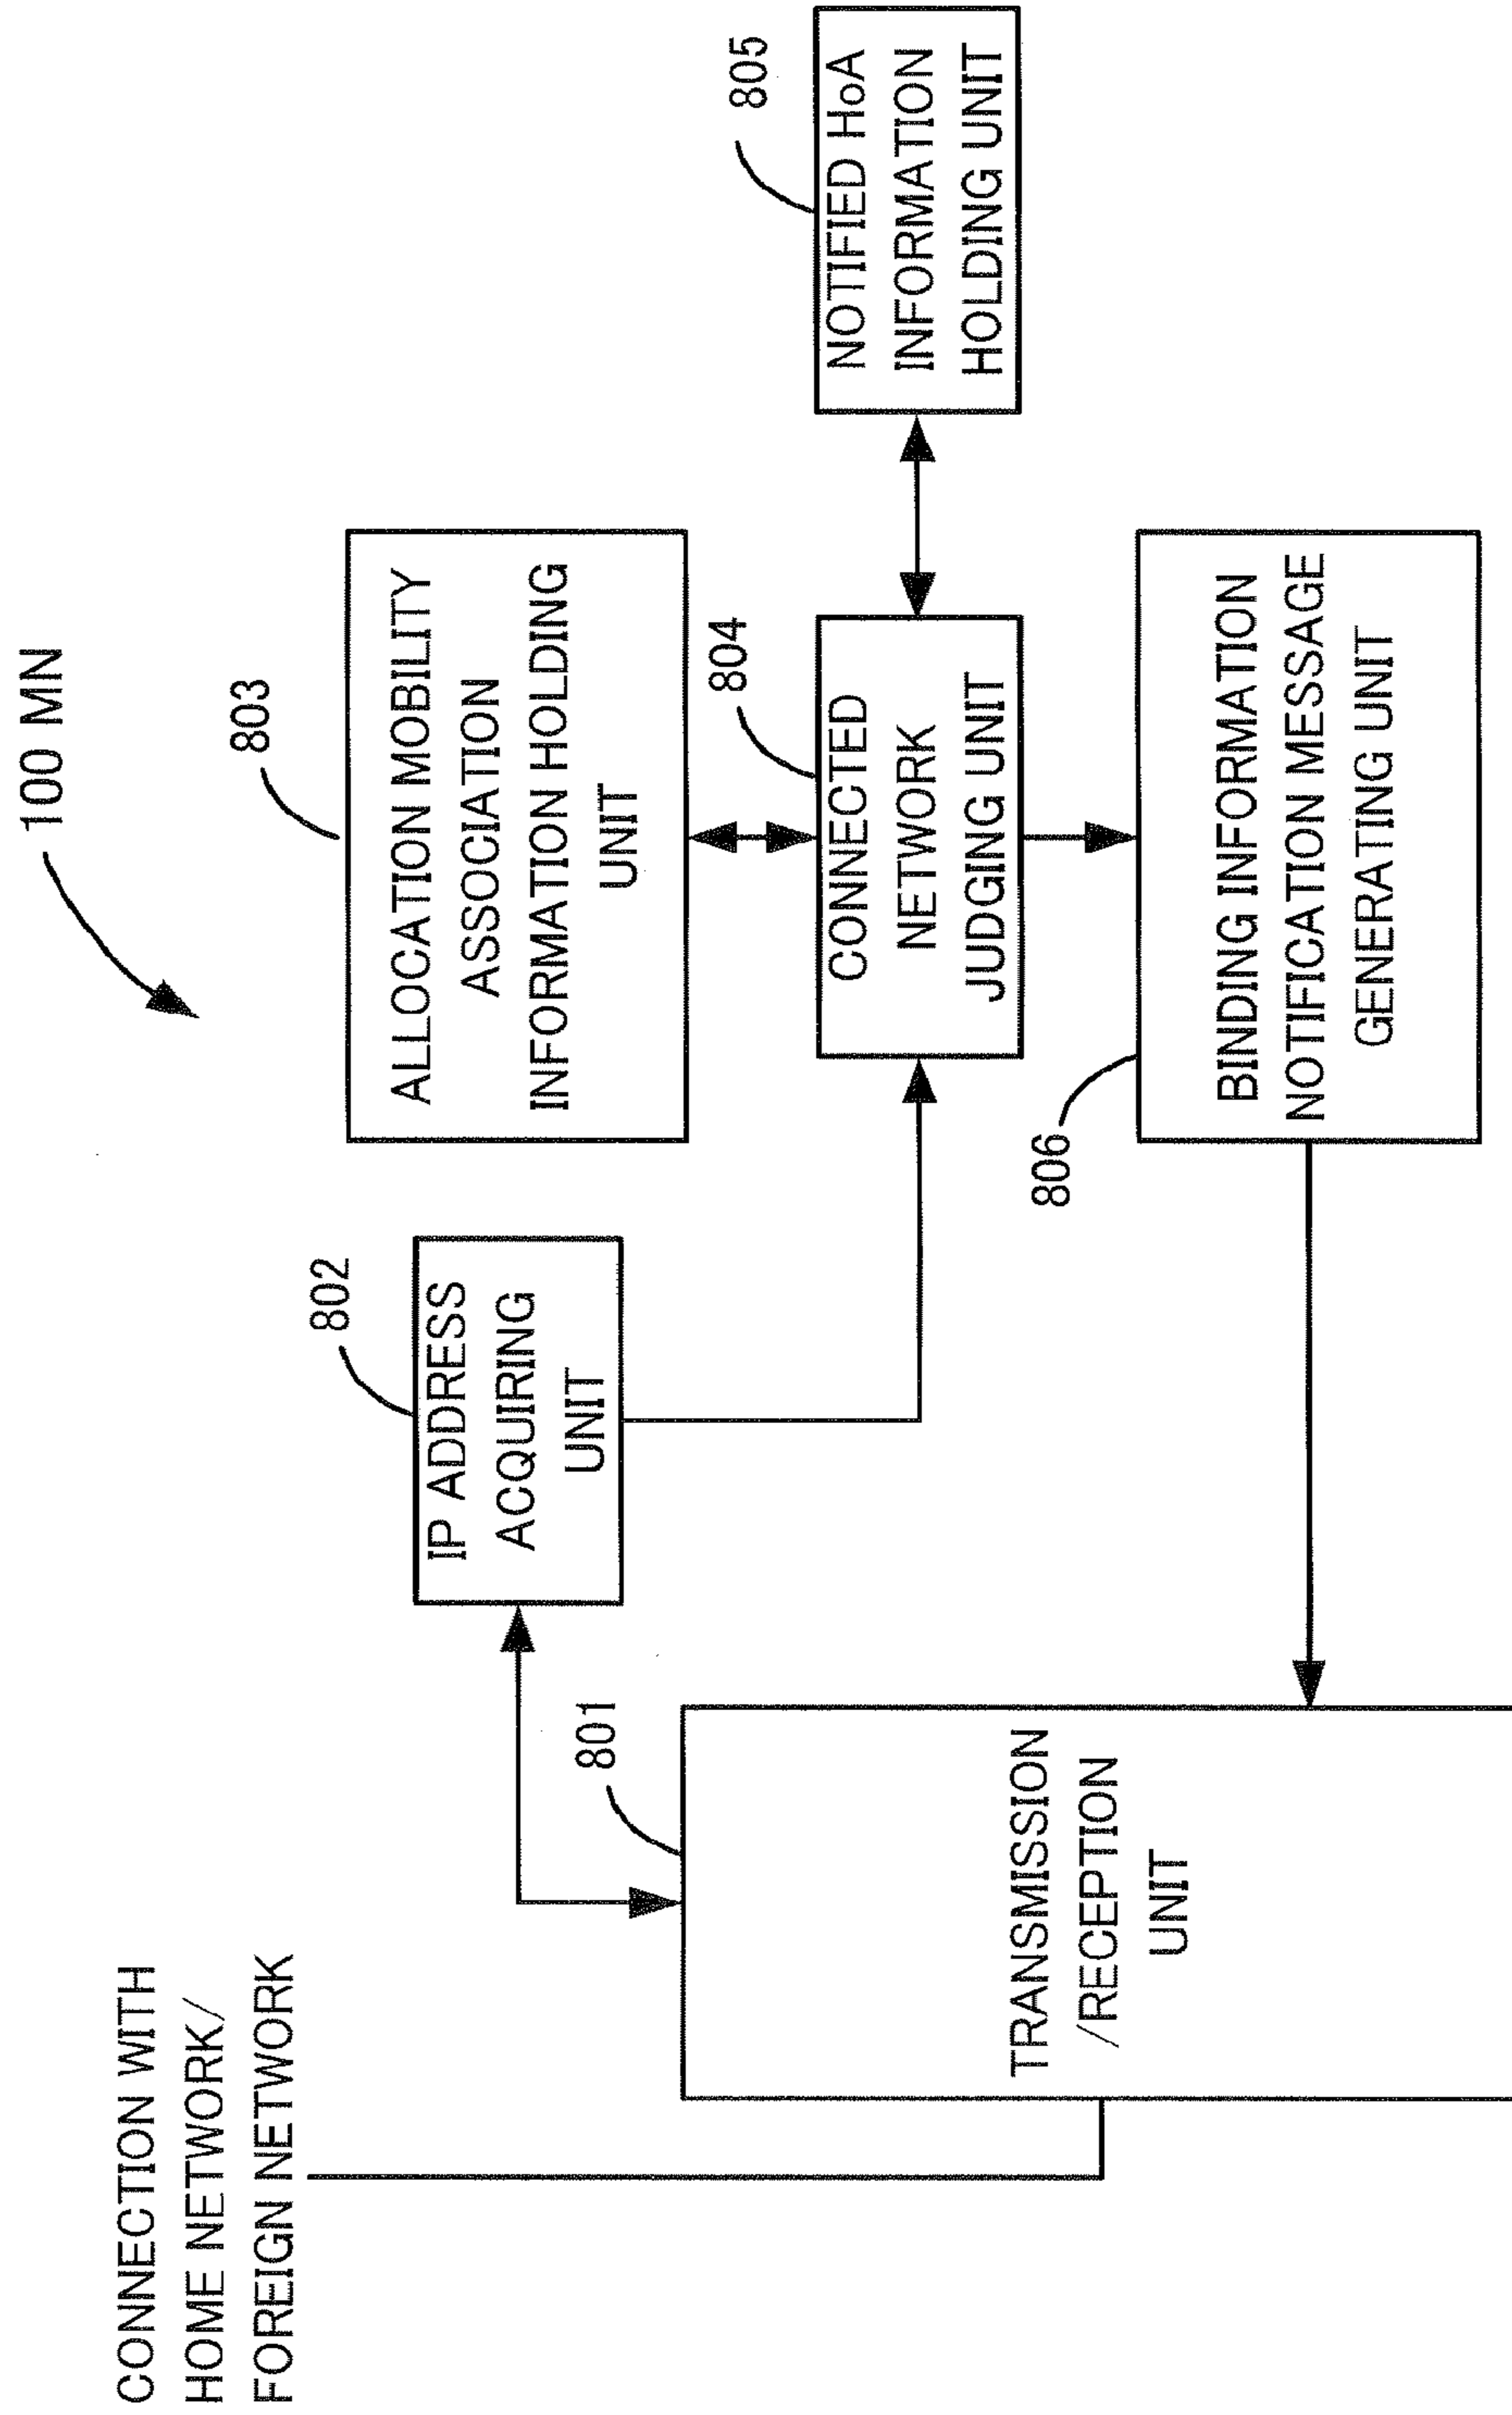 100 MN
CONNECTION WITH
HOME NETWORK/
FOREIGN NETWORK
801
TRANSMISSION
/RECEPTION
UNIT
802
IP ADDRESS
ACQUIRING
UNIT
803
ALLOCATION MOBILITY
ASSOCIATION
INFORMATION HOLDING
UNIT
804
CONNECTED
NETWORK
JUDGING UNIT
805
NOTIFIED HoA
INFORMATION
HOLDING UNIT
806
BINDING INFORMATION
NOTIFICATION MESSAGE
GENERATING UNIT